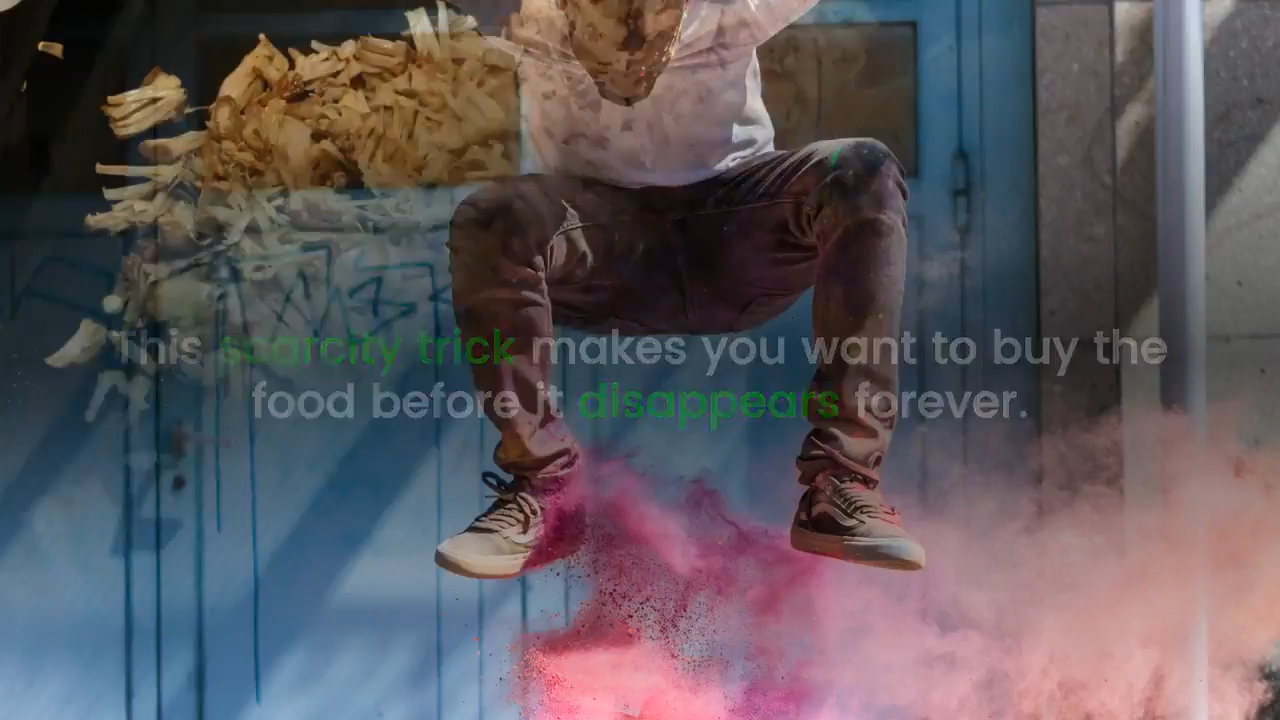 This scarcity trick makes you want to buy the
food before it disappears forever.